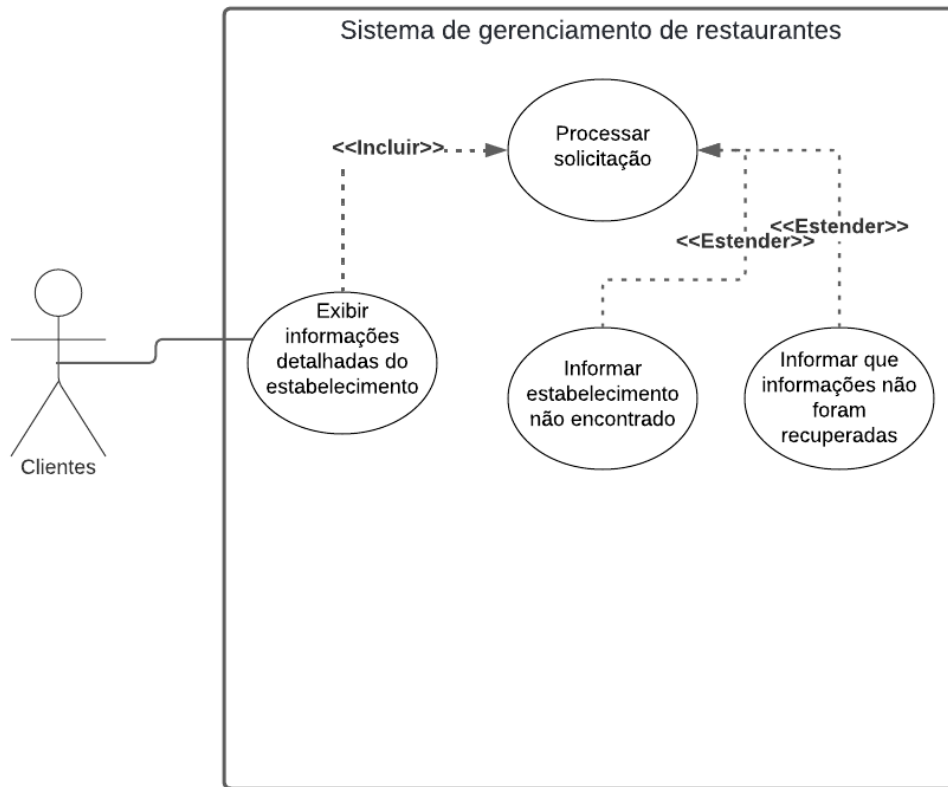 Sistema de gerenciamento de restaurantes
Processar
solicitação
<<Incluir>>
<<Estender>>
<<Estender>>
Exibir
informações
detalhadas do
estabelecimento
Informar
estabelecimento
não encontrado
Informar que
informações não
foram
recuperadas
Clientes